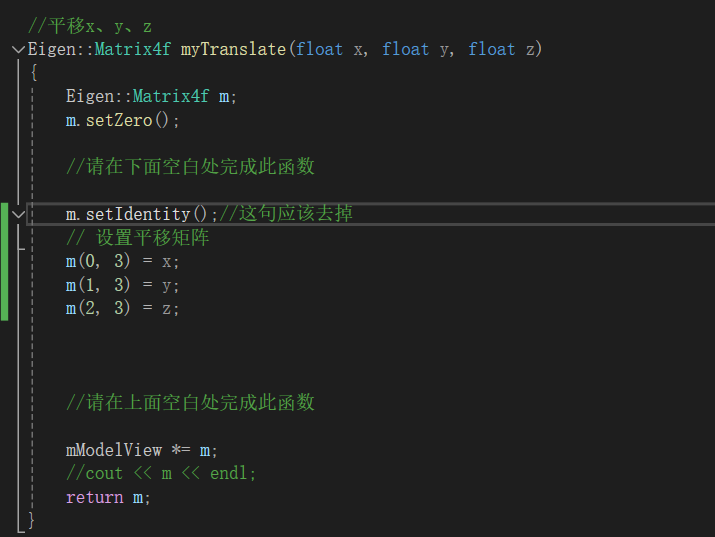 //平移x、y、z
Eigen::Matrix4f myTranslate(float x, float y, float z)
{
Eigen::Matrix4f m;
m.setZero();
//请在下面空白处完成此函数
m.setIdentity();//这句应该去掉
// 设置平移矩阵
m(0, 3) = x;
m(1, 3) = y;
m(2, 3) = z;
//请在上面空白处完成此函数
mModelView *= m;
//cout << m << endl;
return m;
}